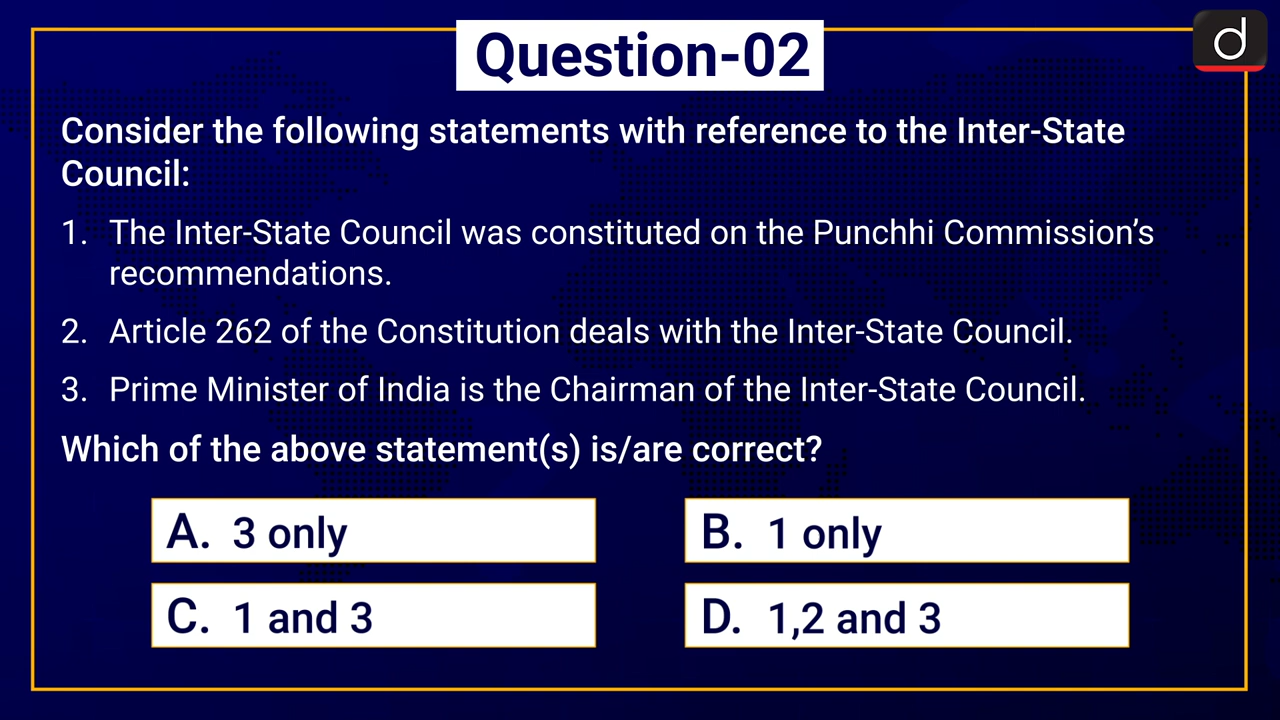 Question-02
d
Consider the following statements with reference to the Inter-State
Council:
1. The Inter-State Council was constituted on the Punchhi Commission’s
recommendations.
2. Article 262 of the Constitution deals with the Inter-State Council.
3. Prime Minister of India is the Chairman of the Inter-State Council.
Which of the above statement(s) is/are correct?
A. 3 only
B. 1 only
C. 1 and 3
D. 1,2 and 3